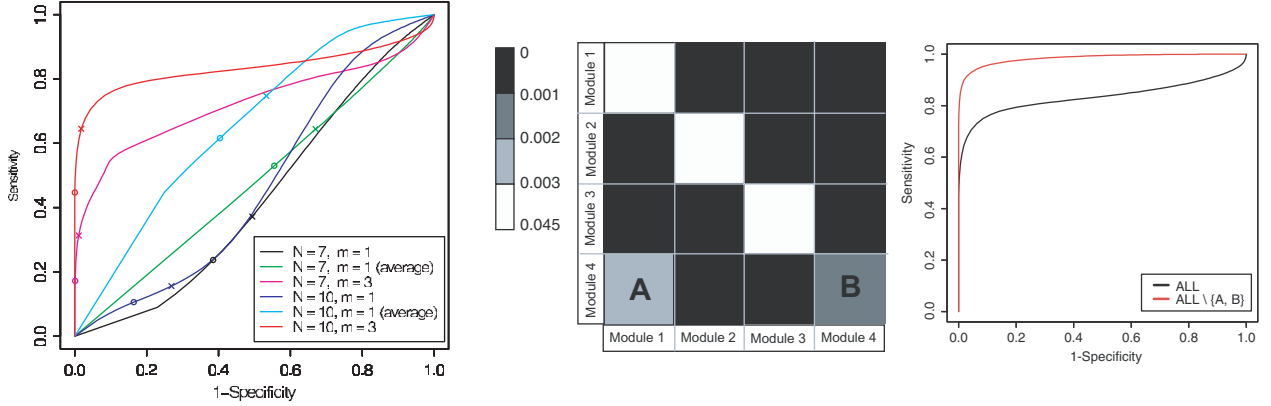 1.0
0.8
0.6
0.4
0.2
0.0
Sensitivity
N = 7, m = 1
N = 7, m = 1 (average)
N = 7, m = 3
N = 10, m = 1
N = 10, m = 1 (average)
N = 10, m = 3
0.0 0.2 0.4 0.6 0.8 1.0
1–Specificity
0
0.001
0.002
0.003
0.045
Module 1
Module 2
Module 3
Module 4
A B
Module 1 Module 2 Module 3 Module 4
1.0
0.8
0.6
0.4
0.2
0.0
Sensitivity
ALL
ALL \ {A, B}
0.0 0.2 0.4 0.6 0.8 1.0
1-Specificity